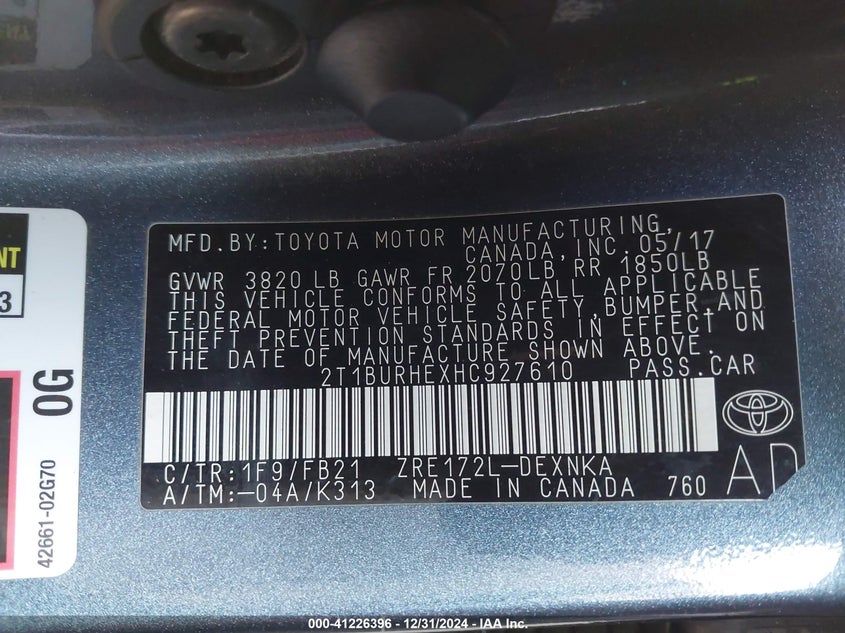 MFD. BY: TOYOTA MOTOR MANUFACTURING,
CANADA, INC. 05/17
GVWR 3820 LB GAWR FR 2070LB, RR 1850LB
THIS VEHICLE CONFORMS TO ALL APPLICABLE
FEDERAL MOTOR VEHICLE SAFETY, BUMPER, AND
THEFT PREVENTION STANDARDS IN EFFECT ON
THE DATE OF MANUFACTURE SHOWN ABOVE.
2T1BURHEXHC927610 PASS. CAR
C/TR: 1F9/FB21 ZRE172L-DEXNKA AD
A/TM: -04A/K313 MADE IN CANADA 760
NT
3
0G
42661-02G70
000-41226396 - 12/31/2024 - IAA Inc.